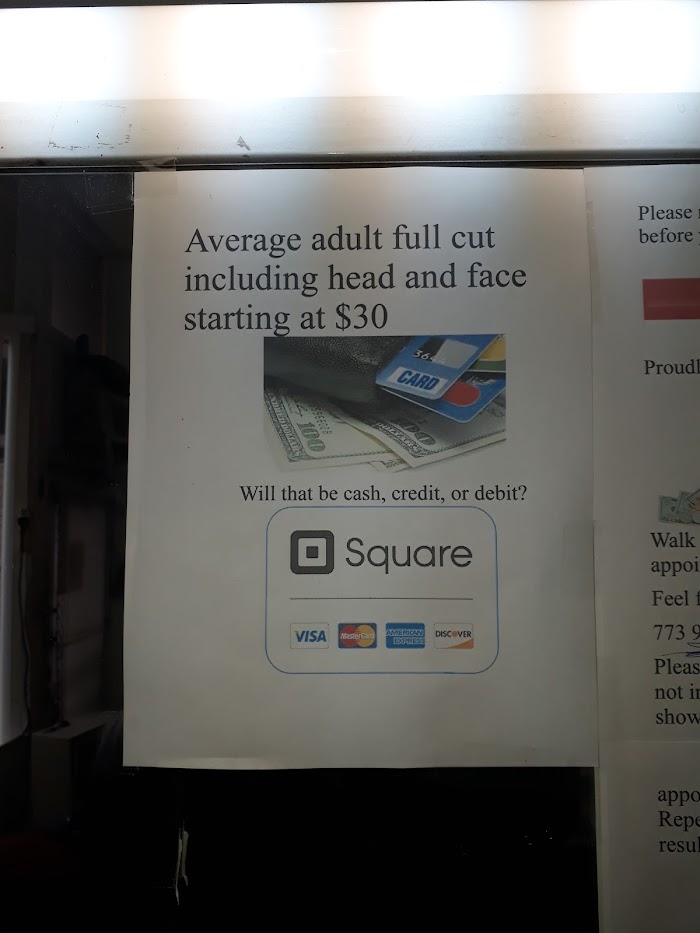 Average adult full cut
including head and face
starting at $30
CARD
100
Will that be cash, credit, or debit?
Square
VISA
MasterCard
AMERICAN
EXPRESS
DISCOVER
Please
before
Proudl
Walk
appoi
Feel f
773 9
Pleas
not i
show
appo
Repe
resul